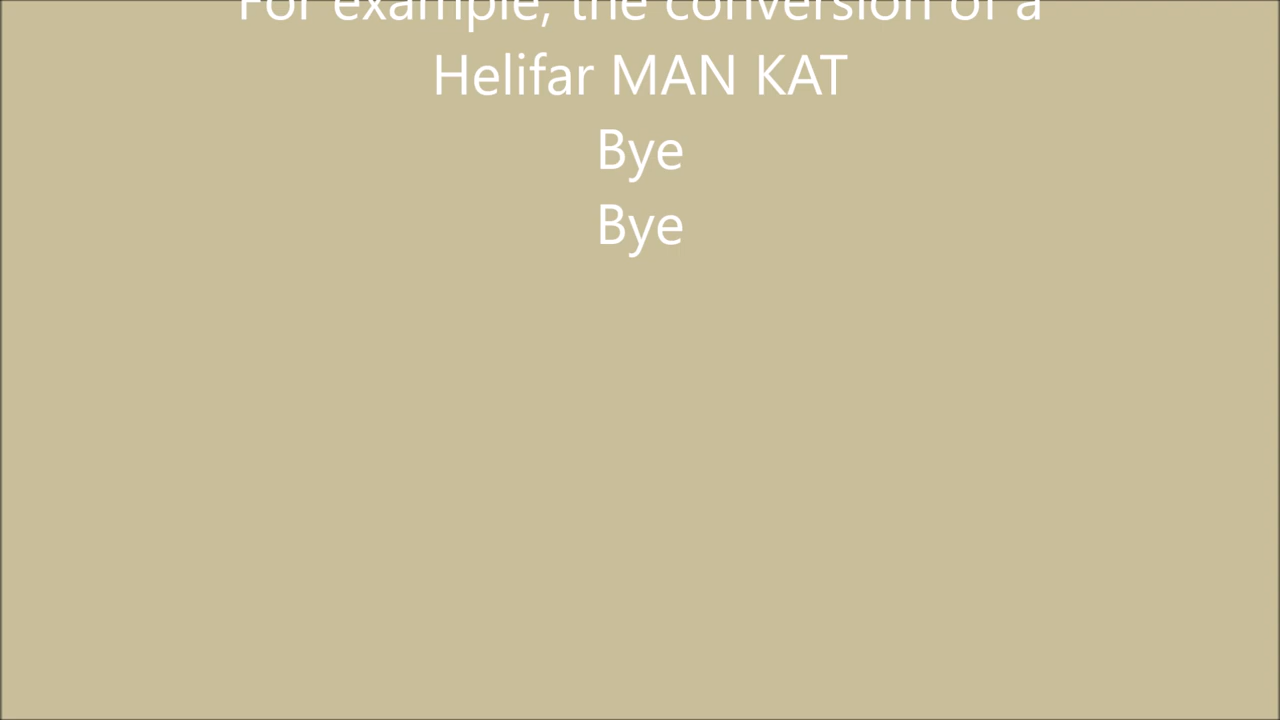 For example, the conversion of a
Helifar MAN KAT
Bye
Bye